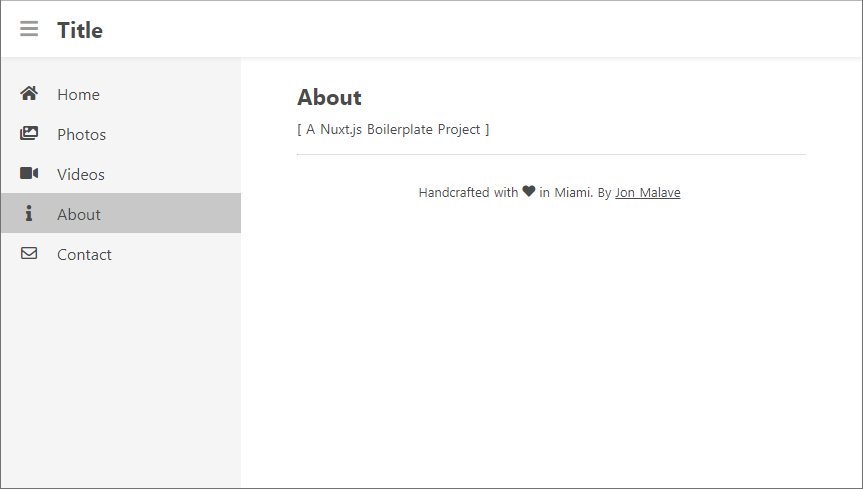 Title
Home
Photos
Videos
About
Contact
About
[ A Nuxt.js Boilerplate Project ]
Handcrafted with ♥ in Miami. By Jon Malave